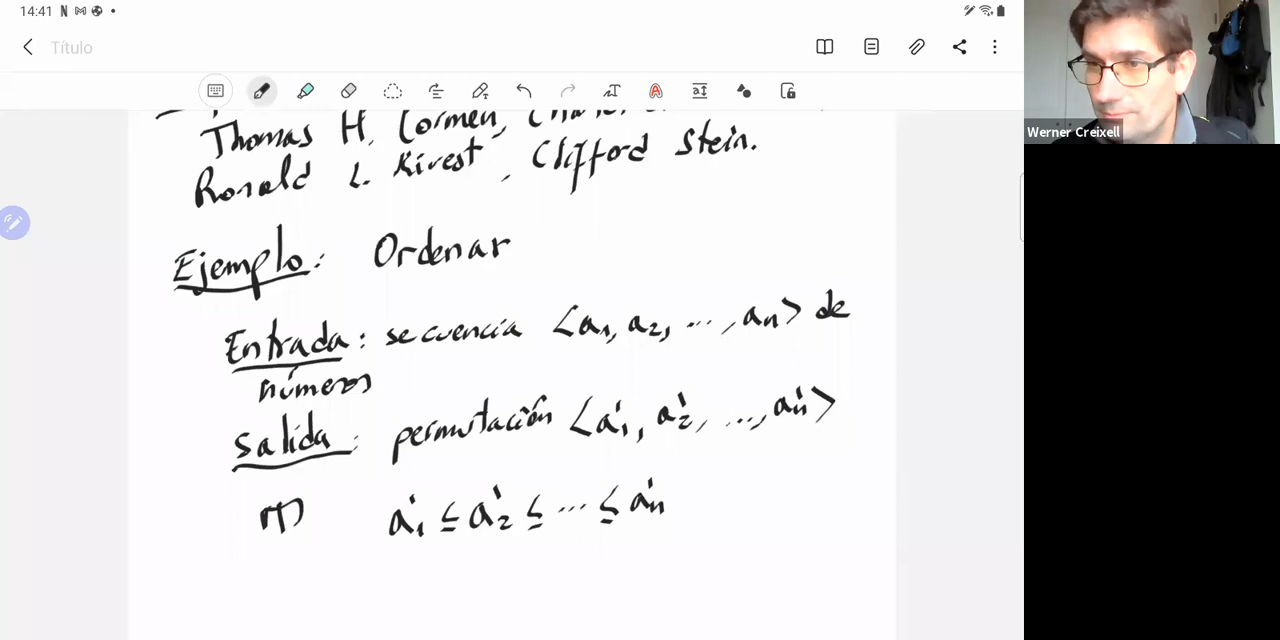 14:41
Título
Werner Creixell
Thomas H. Cormen,
Ronald L. Rivest, Clifford Stein.
Ejemplo: Ordenar
Entrada: secuencia <a1, a2, ..., an> de
números
Salida: permutación <a'1, a'2, ..., a'n>
a'1 ≤ a'2 ≤ ... ≤ a'n